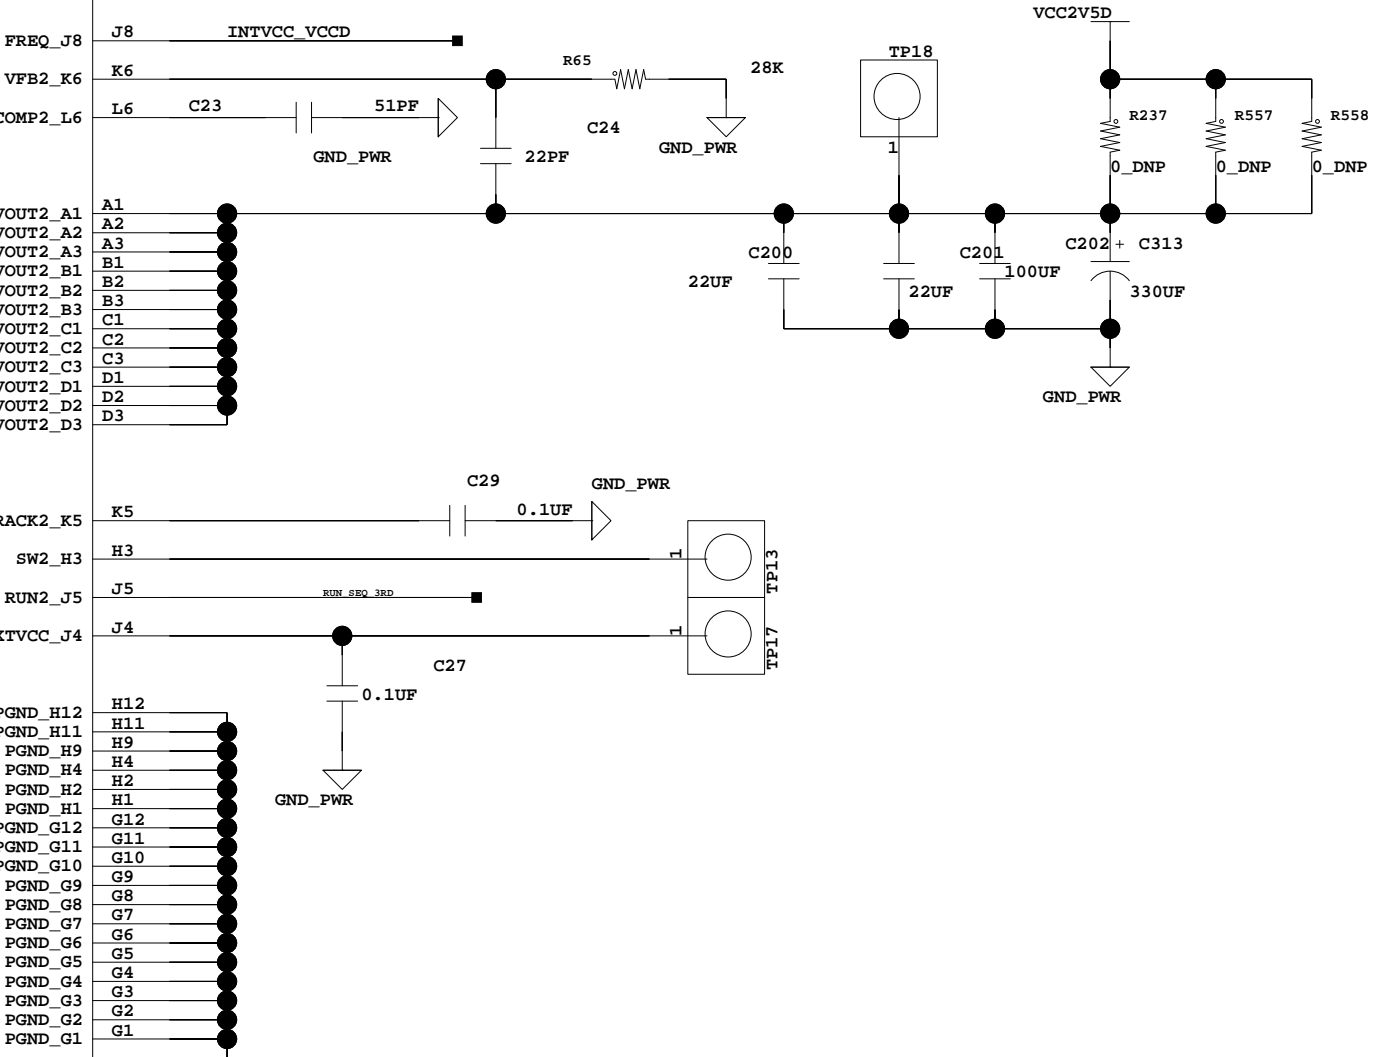 VCC2V5D
FREQ_J8 J8 INTVCC_VCCD
TP18
R65 28K
VFB2_K6 K6
COMP2_L6 L6 C23 51PF
C24
R237 R557 R558
GND_PWR 22PF GND_PWR 1
0_DNP 0_DNP 0_DNP
VOUT2_A1 A1
VOUT2_A2 A2
VOUT2_A3 A3
VOUT2_B1 B1
VOUT2_B2 B2
VOUT2_B3 B3
VOUT2_C1 C1
VOUT2_C2 C2
VOUT2_C3 C3
VOUT2_D1 D1
VOUT2_D2 D2
VOUT2_D3 D3
C200 C201 C202 + C313
22UF 22UF 100UF 330UF
GND_PWR
C29 GND_PWR
RACK2_K5 K5 0.1UF
SW2_H3 H3 1 TP13
RUN2_J5 J5 RUN_SEQ_3RD
XTVCC_J4 J4 1 TP17
C27
0.1UF
GND_PWR
PGND_H12 H12
PGND_H11 H11
PGND_H9 H9
PGND_H4 H4
PGND_H2 H2
PGND_H1 H1
PGND_G12 G12
PGND_G11 G11
PGND_G10 G10
PGND_G9 G9
PGND_G8 G8
PGND_G7 G7
PGND_G6 G6
PGND_G5 G5
PGND_G4 G4
PGND_G3 G3
PGND_G2 G2
PGND_G1 G1